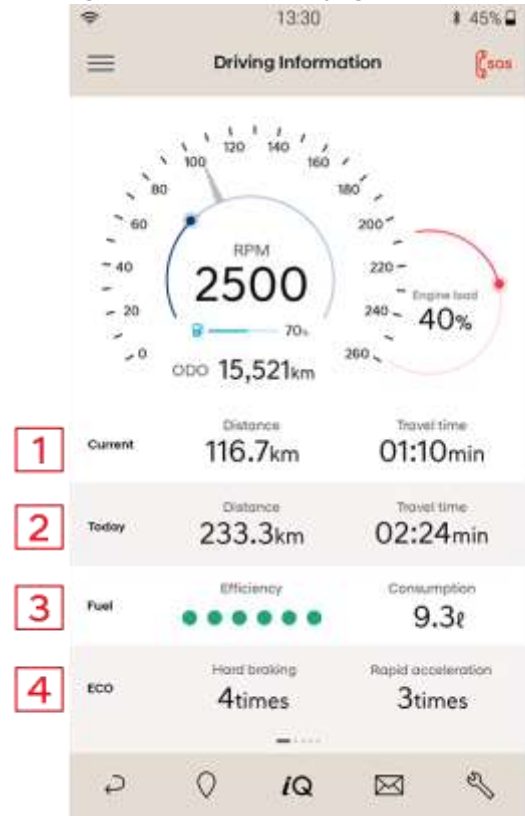 13:30
45%
Driving Information
SOS
0
20
40
60
80
100
120
140
160
180
200
220
240
260
RPM
2500
70%
ODO 15,521km
Engine load
40%
1
Current
Distance
116.7km
Travel time
01:10min
2
Today
Distance
233.3km
Travel time
02:24min
3
Fuel
Efficiency
Consumption
9.3ℓ
4
ECO
Hard braking
4times
Rapid acceleration
3times
iQ